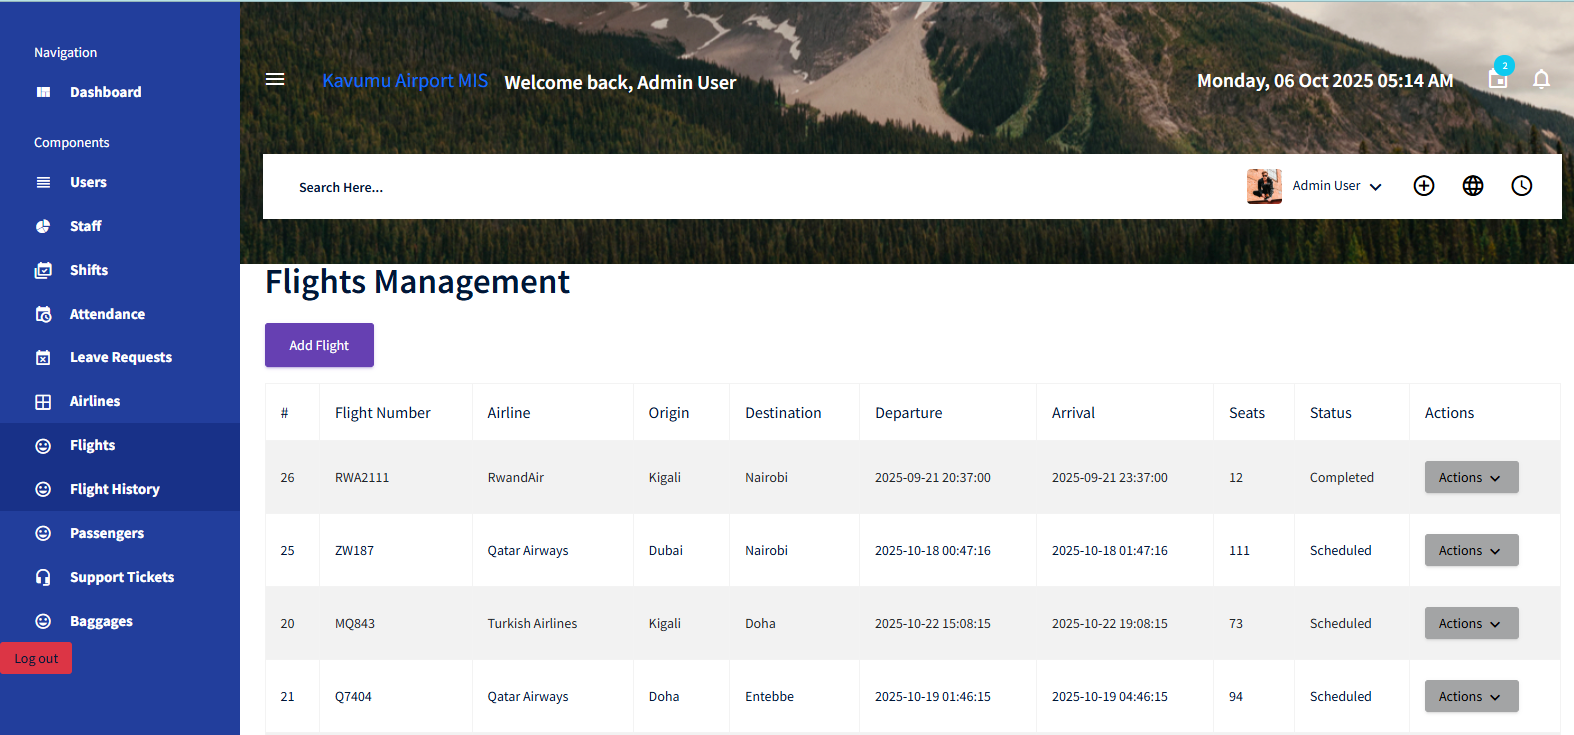 Navigation
Dashboard
Components
Users
Staff
Shifts
Attendance
Leave Requests
Airlines
Flights
Flight History
Passengers
Support Tickets
Baggages
Log out
Kavumu Airport MIS Welcome back, Admin User Monday, 06 Oct 2025 05:14 AM 2
Search Here... Admin User
Flights Management
Add Flight
# Flight Number Airline Origin Destination Departure Arrival Seats Status Actions
26 RWA2111 RwandAir Kigali Nairobi 2025-09-21 20:37:00 2025-09-21 23:37:00 12 Completed Actions
25 ZW187 Qatar Airways Dubai Nairobi 2025-10-18 00:47:16 2025-10-18 01:47:16 111 Scheduled Actions
20 MQ843 Turkish Airlines Kigali Doha 2025-10-22 15:08:15 2025-10-22 19:08:15 73 Scheduled Actions
21 Q7404 Qatar Airways Doha Entebbe 2025-10-19 01:46:15 2025-10-19 04:46:15 94 Scheduled Actions